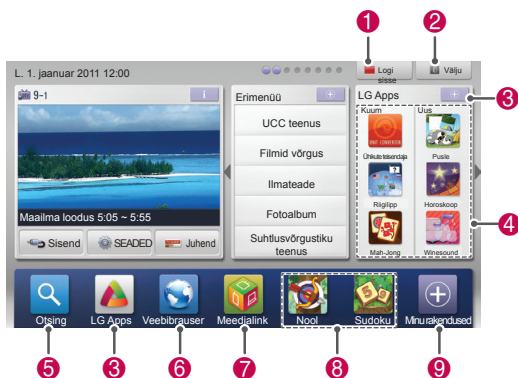 1
2
L. 1. jaanuar 2011 12:00
Logi
sisse
Välju
9-1
i
Erimenüü
LG Apps
3
Kuum
Uus
UCC teenus
Ühikute teisendaja
Pusle
Filmid võrgus
Ilmateade
Riigilipp
Horoskoop
4
Maailma loodus 5:05 ~ 5:55
Fotoalbum
Sisend
SEADED
Juhend
Suhtlusvõrgustiku
teenus
Mah-Jong
Winesound
Otsing
LG Apps
Veebibrauser
Meedialink
Nool
Sudoku
Minu rakendused
5
3
6
7
8
9